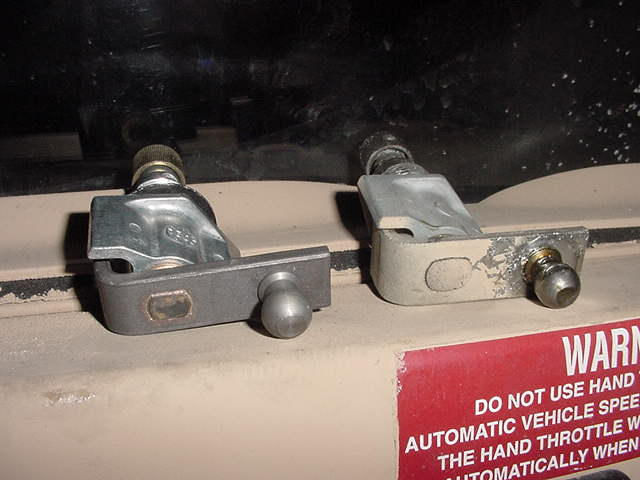 WARN
DO NOT USE HAND
AUTOMATIC VEHICLE SPEE
THE HAND THROTTLE W
AUTOMATICALLY WHEN